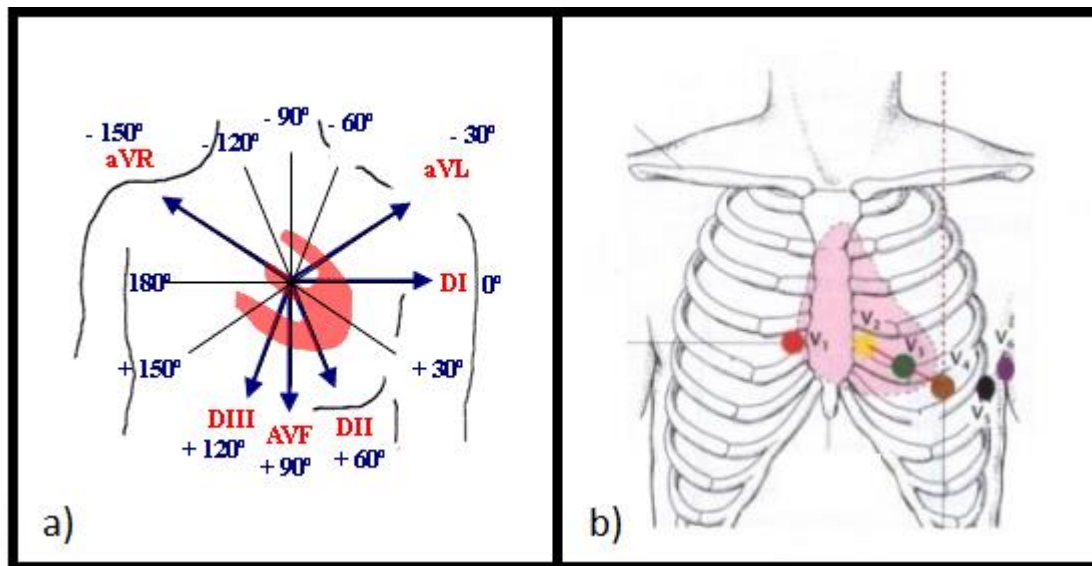 - 90º
- 120º
- 60º
- 150º
aVR
- 30º
aVL
180º
DI
0º
+ 150º
+ 30º
DIII
AVF
DII
+ 120º
+ 90º
+ 60º
a)
V1
V2
V3
V4
V5
V6
b)